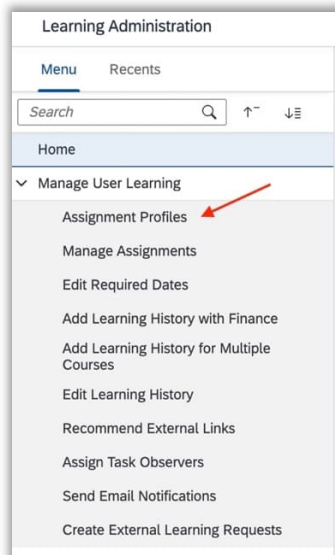 Learning Administration
Menu Recents
Search
Home
Manage User Learning
Assignment Profiles
Manage Assignments
Edit Required Dates
Add Learning History with Finance
Add Learning History for Multiple
Courses
Edit Learning History
Recommend External Links
Assign Task Observers
Send Email Notifications
Create External Learning Requests